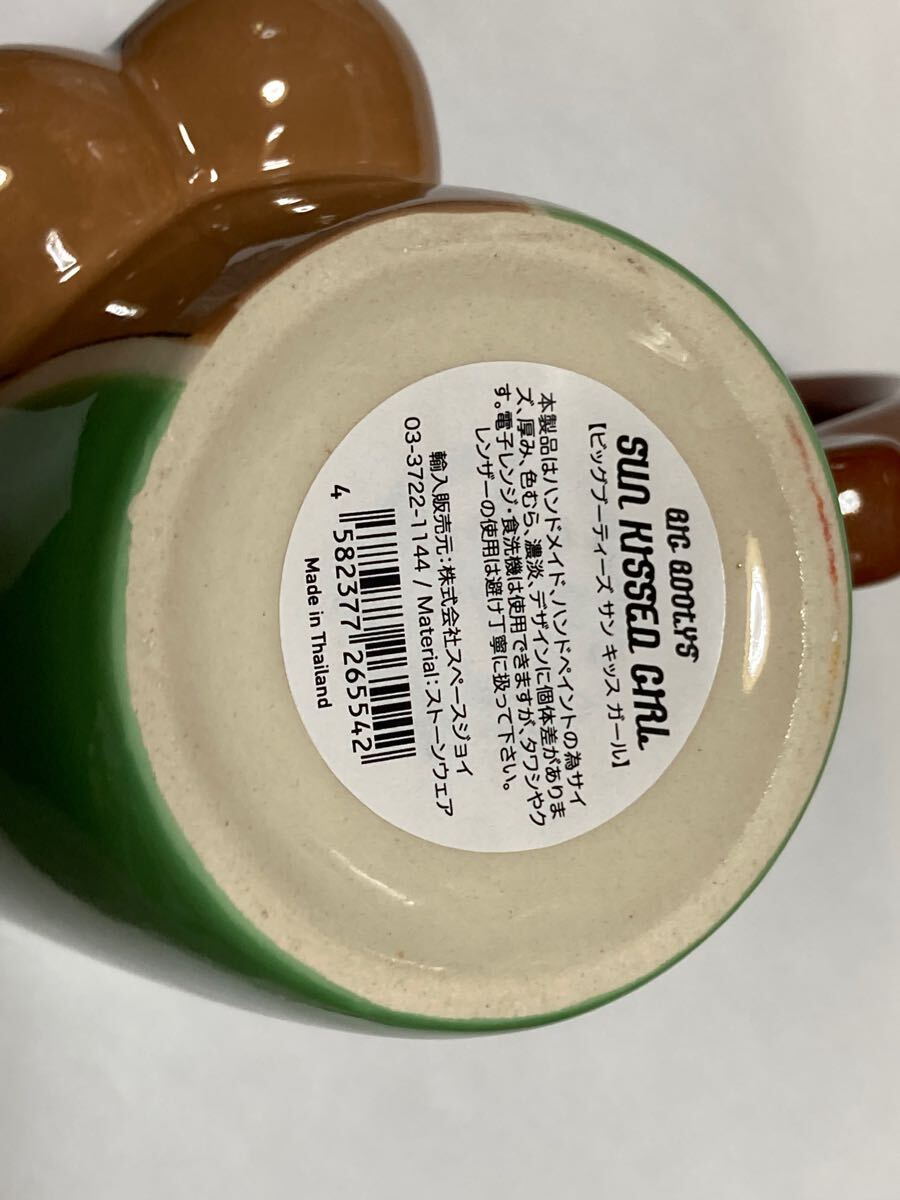 BIG BOOTY'S
SUN KISSED GIRL
【ビッグブーティーズ サン キッス ガール】
本製品はハンドメイド、ハンドペイントの為サイ
ズ、厚み、色むら、濃淡、デザインに個体差がありま
す。電子レンジ・食洗機は使用できますが、タワシやク
レンザーの使用は避け丁寧に扱って下さい。
輸入販売元：株式会社スペースジョイ
03-3722-1144 / Material：ストーンウェア
4 582377 265542
Made in Thailand